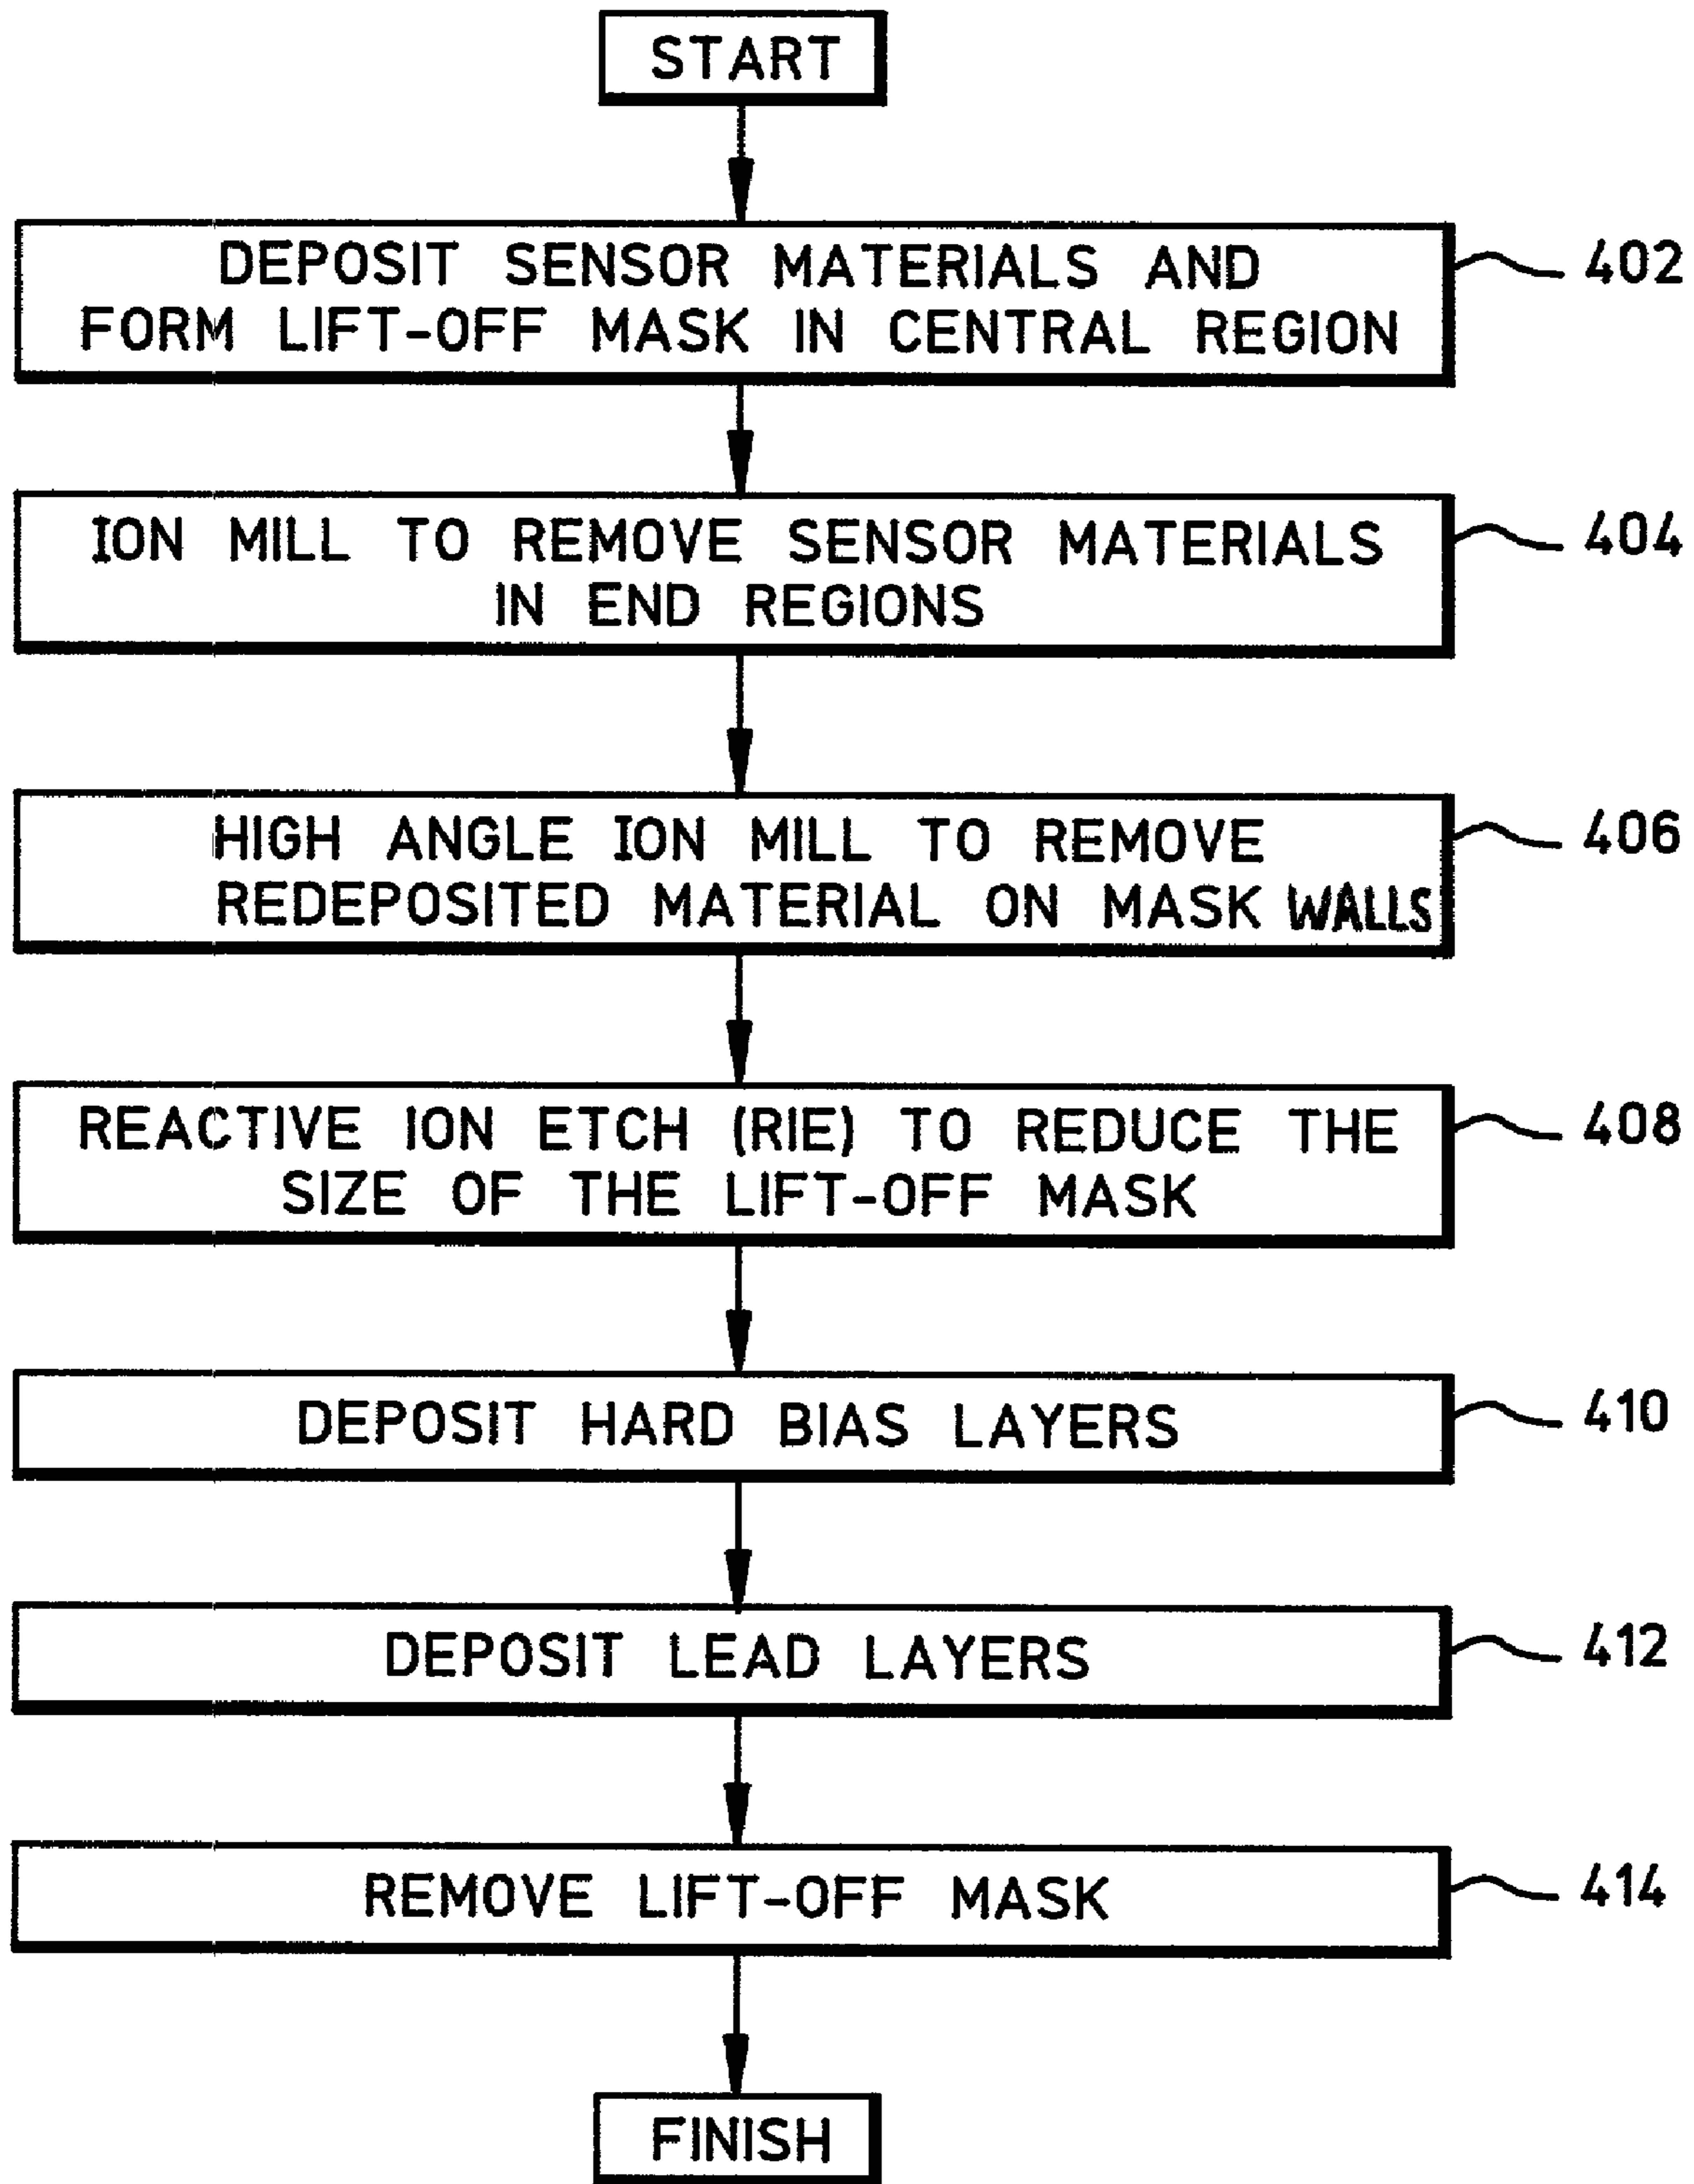 START
DEPOSIT SENSOR MATERIALS AND
FORM LIFT-OFF MASK IN CENTRAL REGION
402
ION MILL TO REMOVE SENSOR MATERIALS
IN END REGIONS
404
HIGH ANGLE ION MILL TO REMOVE
REDEPOSITED MATERIAL ON MASK WALLS
406
REACTIVE ION ETCH (RIE) TO REDUCE THE
SIZE OF THE LIFT-OFF MASK
408
DEPOSIT HARD BIAS LAYERS
410
DEPOSIT LEAD LAYERS
412
REMOVE LIFT-OFF MASK
414
FINISH